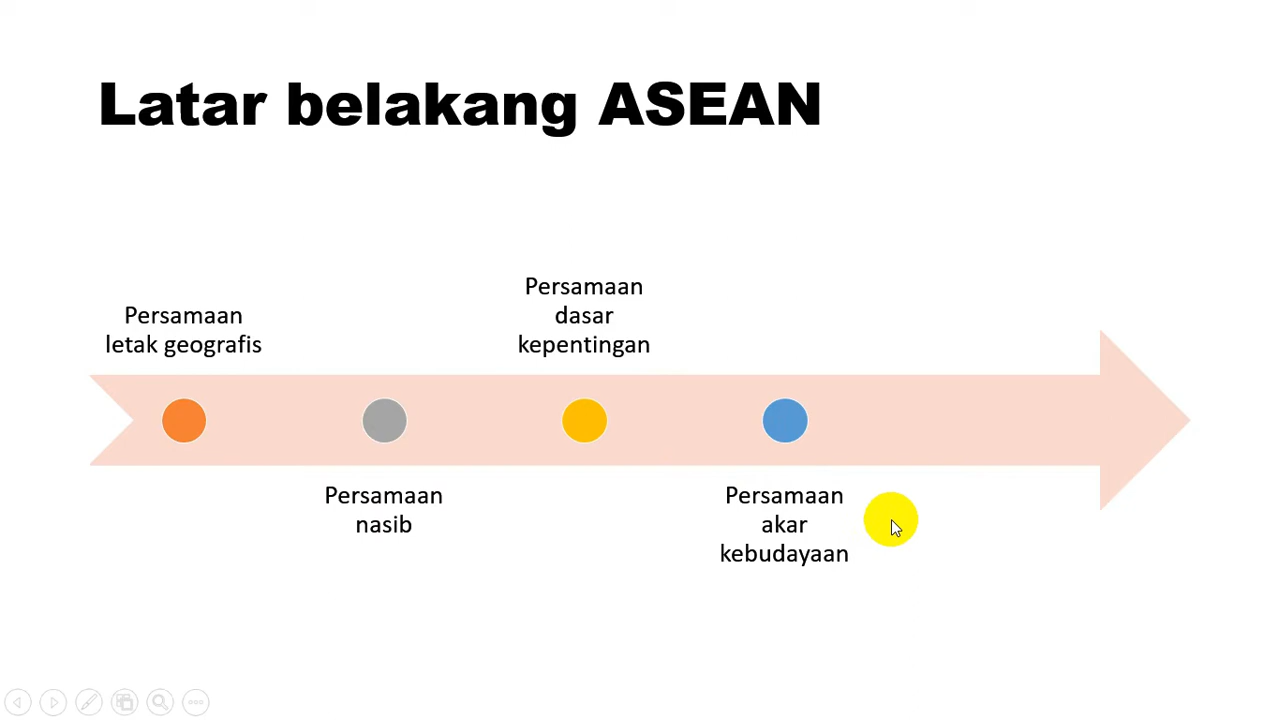 Latar belakang ASEAN
Persamaan
letak geografis
Persamaan
nasib
Persamaan
dasar
kepentingan
Persamaan
akar
kebudayaan